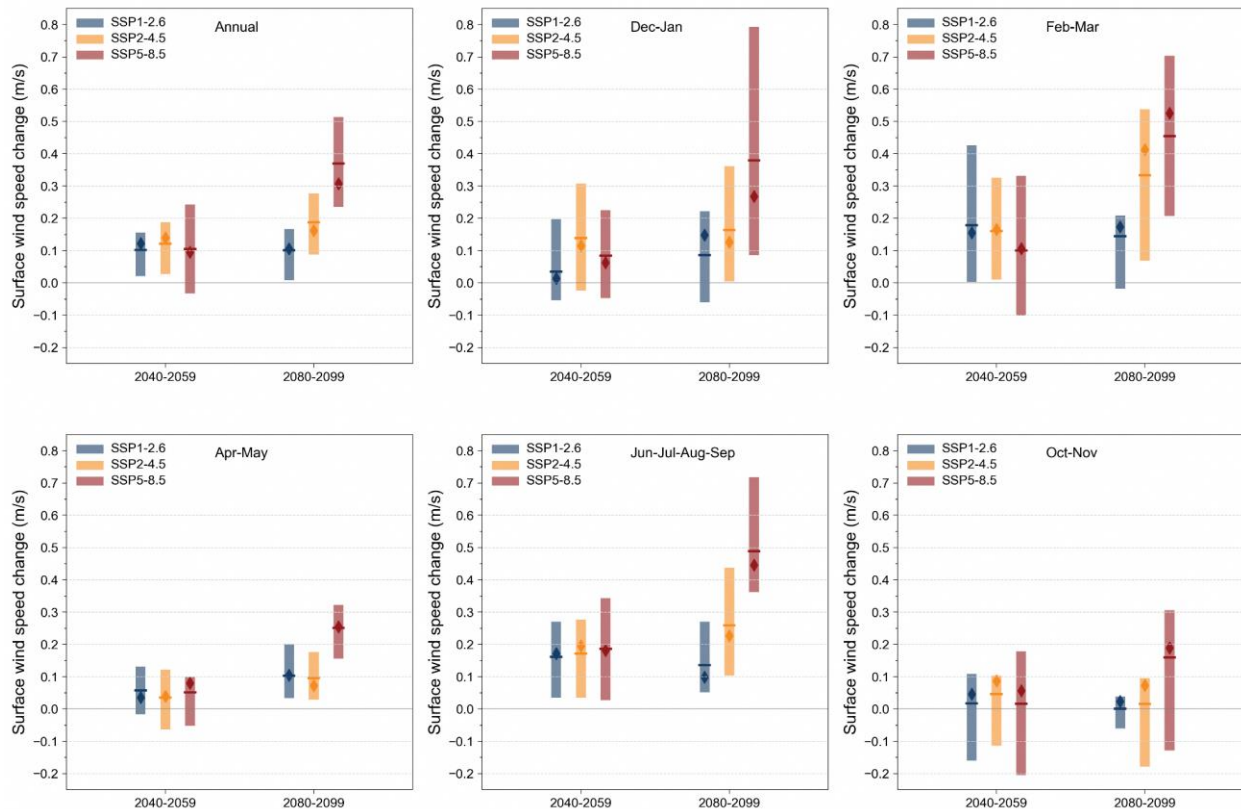 Annual
SSP1-2.6
SSP2-4.5
SSP5-8.5
Surface wind speed change (m/s)
0.8
0.7
0.6
0.5
0.4
0.3
0.2
0.1
0.0
−0.1
−0.2
2040-2059
2080-2099
Dec-Jan
SSP1-2.6
SSP2-4.5
SSP5-8.5
Surface wind speed change (m/s)
0.8
0.7
0.6
0.5
0.4
0.3
0.2
0.1
0.0
−0.1
−0.2
2040-2059
2080-2099
Feb-Mar
SSP1-2.6
SSP2-4.5
SSP5-8.5
Surface wind speed change (m/s)
0.8
0.7
0.6
0.5
0.4
0.3
0.2
0.1
0.0
−0.1
−0.2
2040-2059
2080-2099
Apr-May
SSP1-2.6
SSP2-4.5
SSP5-8.5
Surface wind speed change (m/s)
0.8
0.7
0.6
0.5
0.4
0.3
0.2
0.1
0.0
−0.1
−0.2
2040-2059
2080-2099
Jun-Jul-Aug-Sep
SSP1-2.6
SSP2-4.5
SSP5-8.5
Surface wind speed change (m/s)
0.8
0.7
0.6
0.5
0.4
0.3
0.2
0.1
0.0
−0.1
−0.2
2040-2059
2080-2099
Oct-Nov
SSP1-2.6
SSP2-4.5
SSP5-8.5
Surface wind speed change (m/s)
0.8
0.7
0.6
0.5
0.4
0.3
0.2
0.1
0.0
−0.1
−0.2
2040-2059
2080-2099